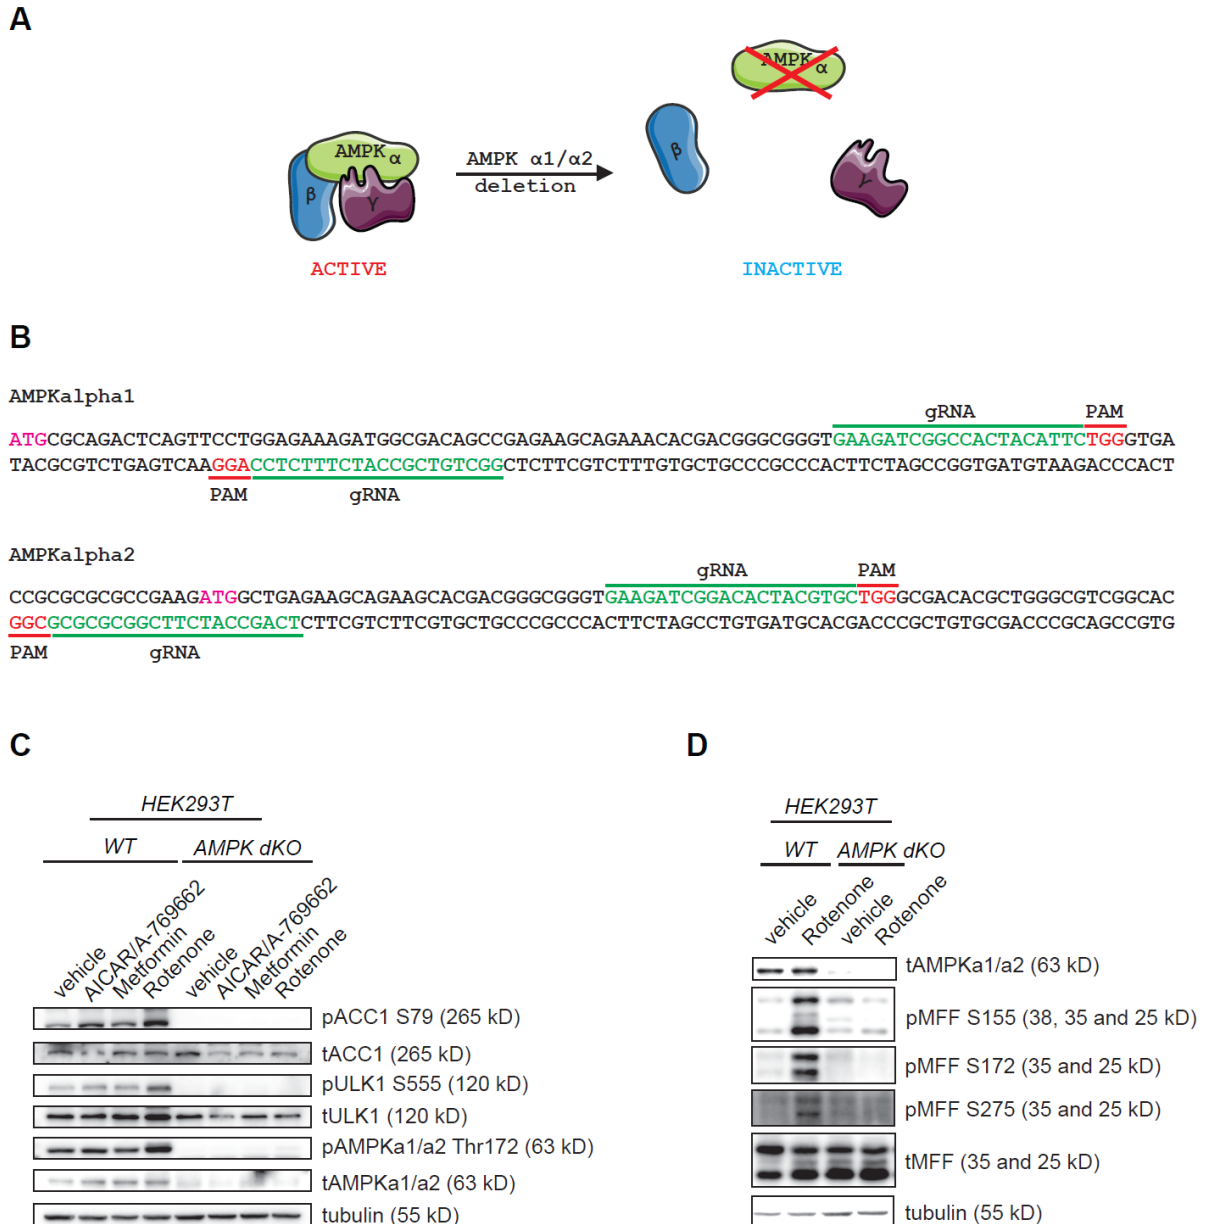 A
AMPK α
β
γ
AMPK α1/α2
deletion
AMPK α
β
γ
ACTIVE
INACTIVE
B
AMPKalpha1
gRNA PAM
ATGCGCAGACTCAGTTCCTGGAGAAAGATGGCGACAGCCGAGAAGCAGAAACACGACGGGCGGGTGAAGATCGGCCACTACATTCTGGGTGA
TACGCGTCTGAGTCAAGGACCTCTTTCTACCGCTGTCGGCTCTTCGTCTTTGTGCTGCCCGCCCACTTCTAGCCGGTGATGTAAGACCCACT
PAM gRNA
AMPKalpha2
gRNA PAM
CCGCGCGCGCCGAAGATGGCTGAGAAGCAGAAGCACGACGGGCGGGTGAAGATCGGACACTACGTGCTGGGCGACACGCTGGGCGTCGGCAC
GGCGCGCGCGGCTTCTACCGACTCTTCGTCTTCGTGCTGCCCGCCCACTTCTAGCCTGTGATGCACGACCCGCTGTGCGACCCGCAGCCGTG
PAM gRNA
C
HEK293T
WT AMPK dKO
vehicle AICAR/A-769662 Metformin Rotenone vehicle AICAR/A-769662 Metformin Rotenone
pACC1 S79 (265 kD)
tACC1 (265 kD)
pULK1 S555 (120 kD)
tULK1 (120 kD)
pAMPKa1/a2 Thr172 (63 kD)
tAMPKa1/a2 (63 kD)
tubulin (55 kD)
D
HEK293T
WT AMPK dKO
vehicle Rotenone vehicle Rotenone
tAMPKa1/a2 (63 kD)
pMFF S155 (38, 35 and 25 kD)
pMFF S172 (35 and 25 kD)
pMFF S275 (35 and 25 kD)
tMFF (35 and 25 kD)
tubulin (55 kD)